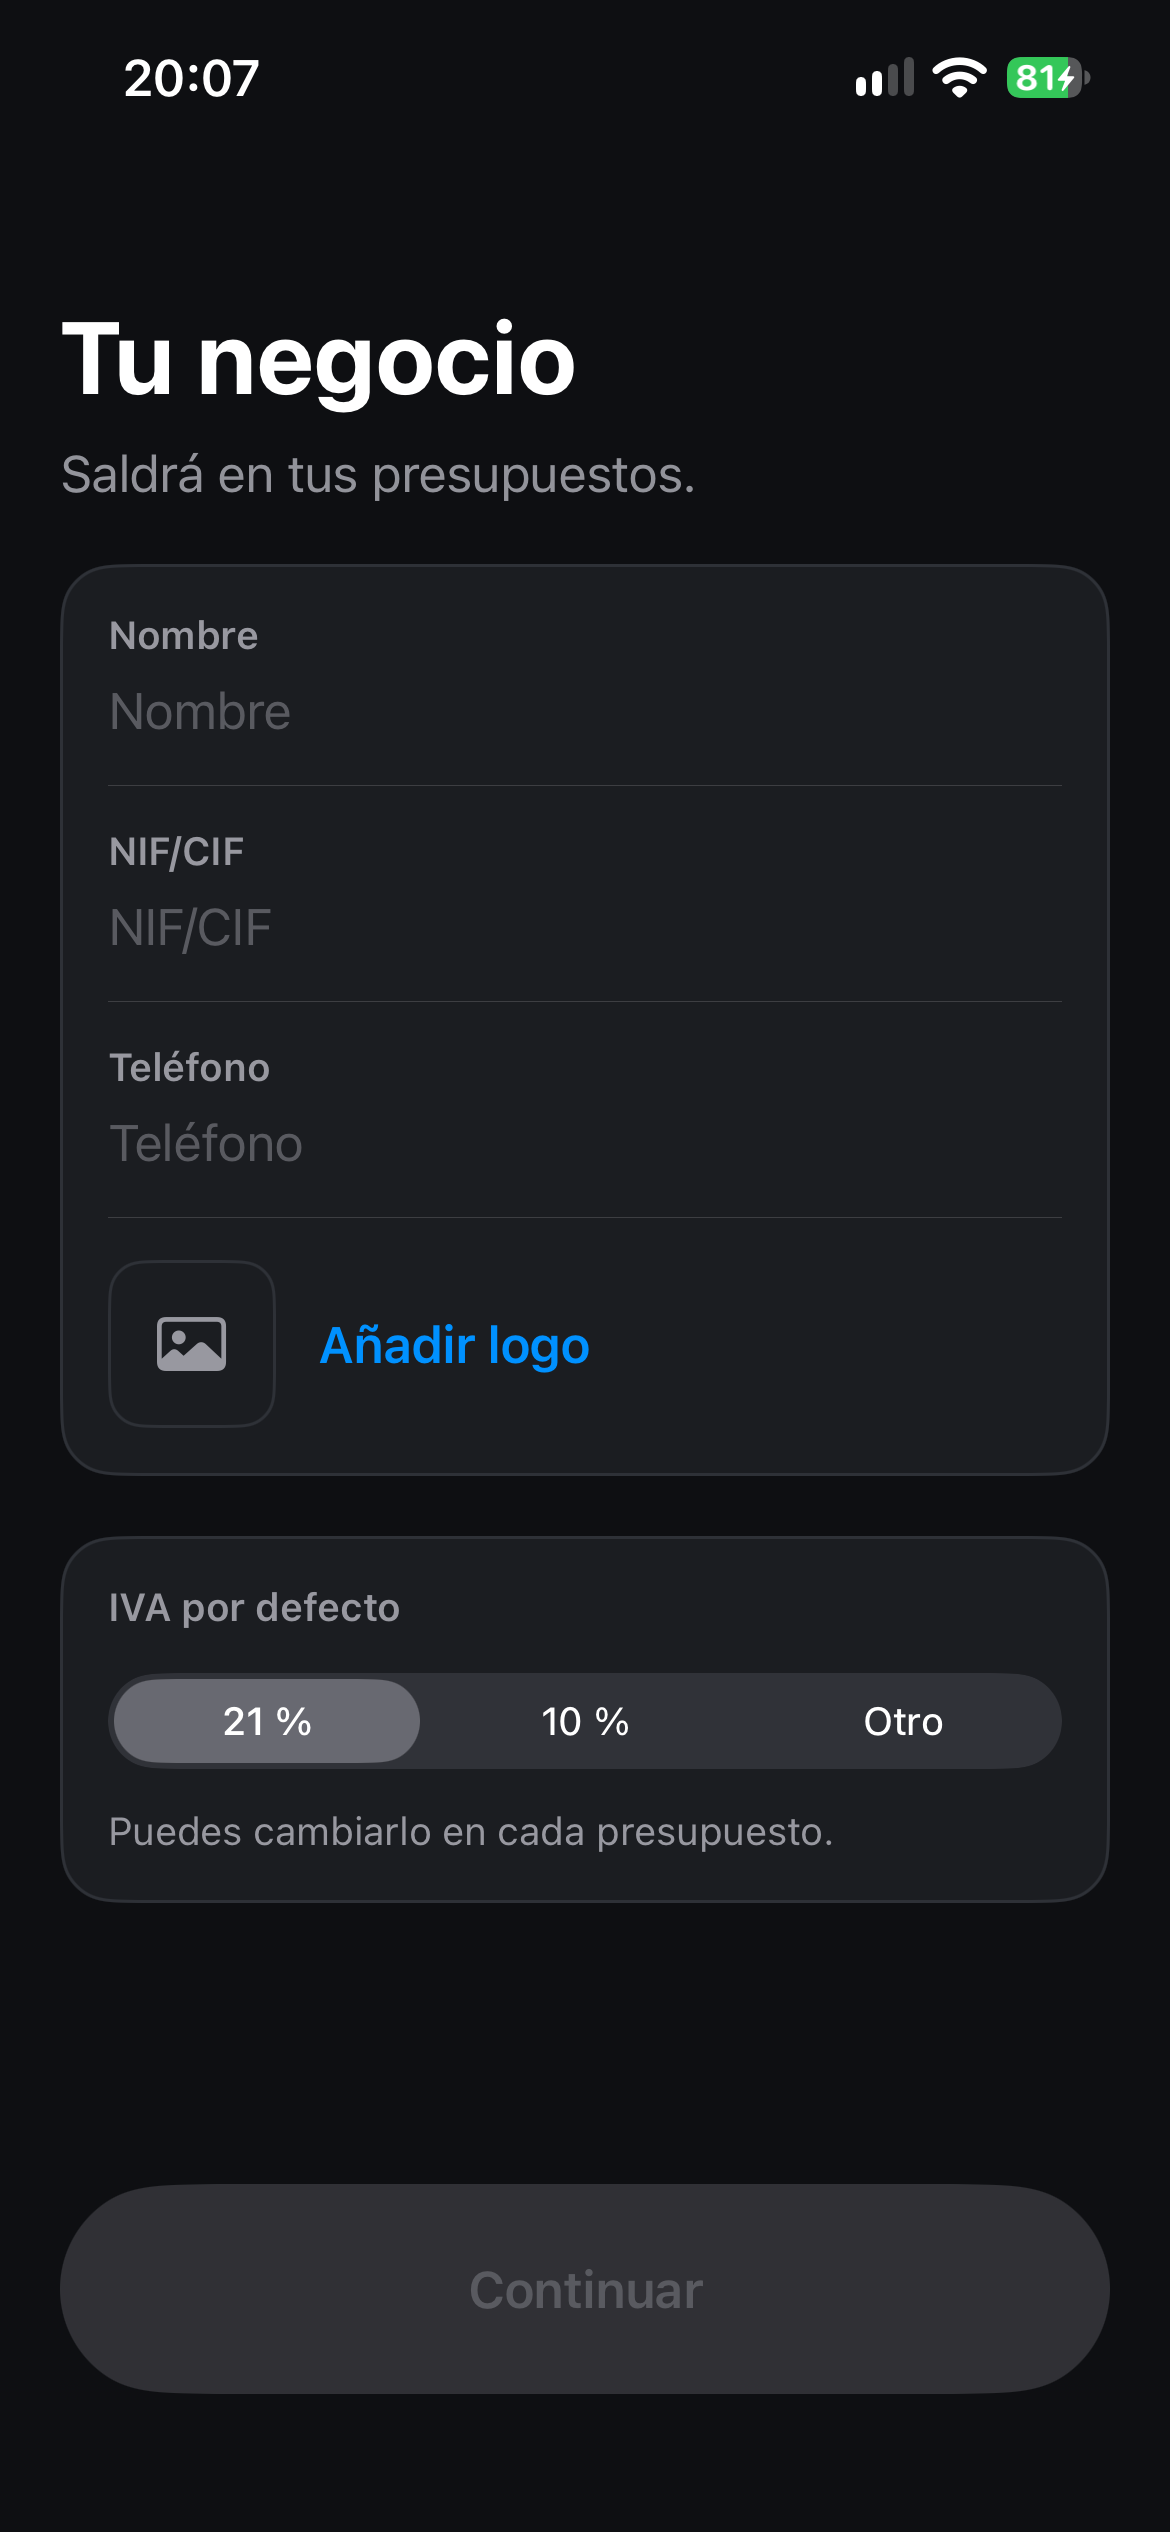 20:07
81
Tu negocio
Saldrá en tus presupuestos.
Nombre
Nombre
NIF/CIF
NIF/CIF
Teléfono
Teléfono
Añadir logo
IVA por defecto
21 % 10 % Otro
Puedes cambiarlo en cada presupuesto.
Continuar